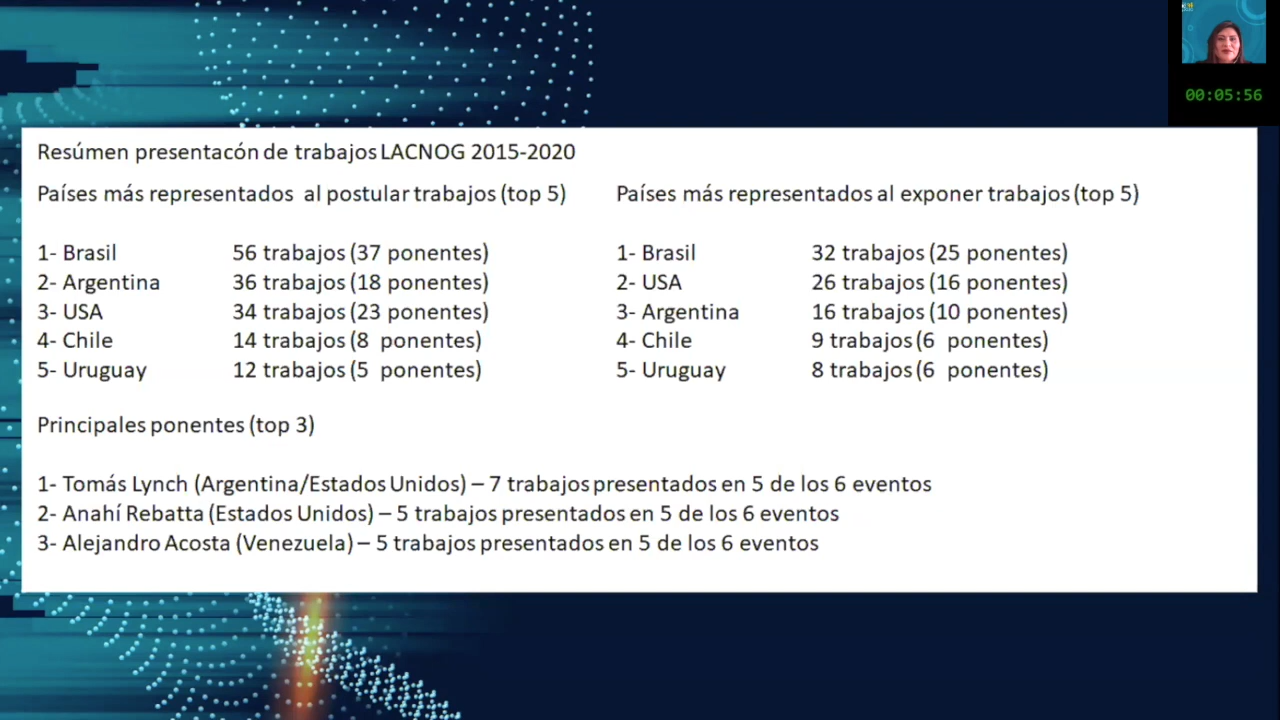 00:05:56
Resúmen presentacón de trabajos LACNOG 2015-2020
Países más representados al postular trabajos (top 5)
1- Brasil 56 trabajos (37 ponentes)
2- Argentina 36 trabajos (18 ponentes)
3- USA 34 trabajos (23 ponentes)
4- Chile 14 trabajos (8 ponentes)
5- Uruguay 12 trabajos (5 ponentes)
Países más representados al exponer trabajos (top 5)
1- Brasil 32 trabajos (25 ponentes)
2- USA 26 trabajos (16 ponentes)
3- Argentina 16 trabajos (10 ponentes)
4- Chile 9 trabajos (6 ponentes)
5- Uruguay 8 trabajos (6 ponentes)
Principales ponentes (top 3)
1- Tomás Lynch (Argentina/Estados Unidos) – 7 trabajos presentados en 5 de los 6 eventos
2- Anahí Rebatta (Estados Unidos) – 5 trabajos presentados en 5 de los 6 eventos
3- Alejandro Acosta (Venezuela) – 5 trabajos presentados en 5 de los 6 eventos